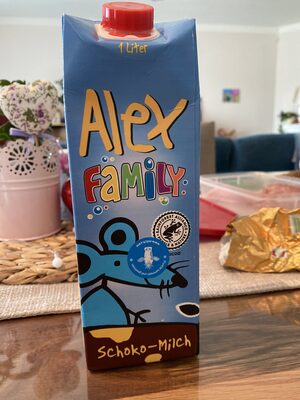 1 Liter
Alex
FAMiLY
Schoko-Milch